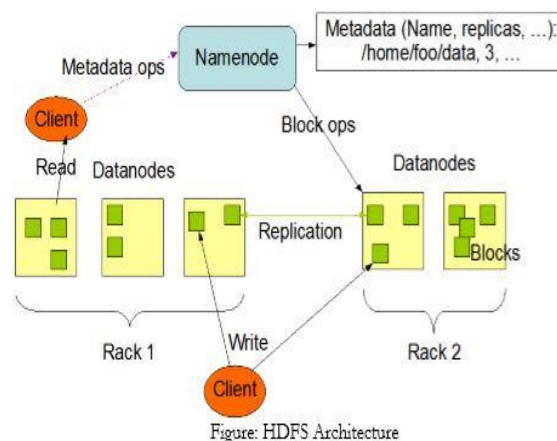 Metadata (Name, replicas, ...):
/home/foo/data, 3, ...
Namenode
Metadata ops
Client
Block ops
Read
Datanodes
Datanodes
Replication
Blocks
Rack 1
Write
Rack 2
Client
Figure: HDFS Architecture